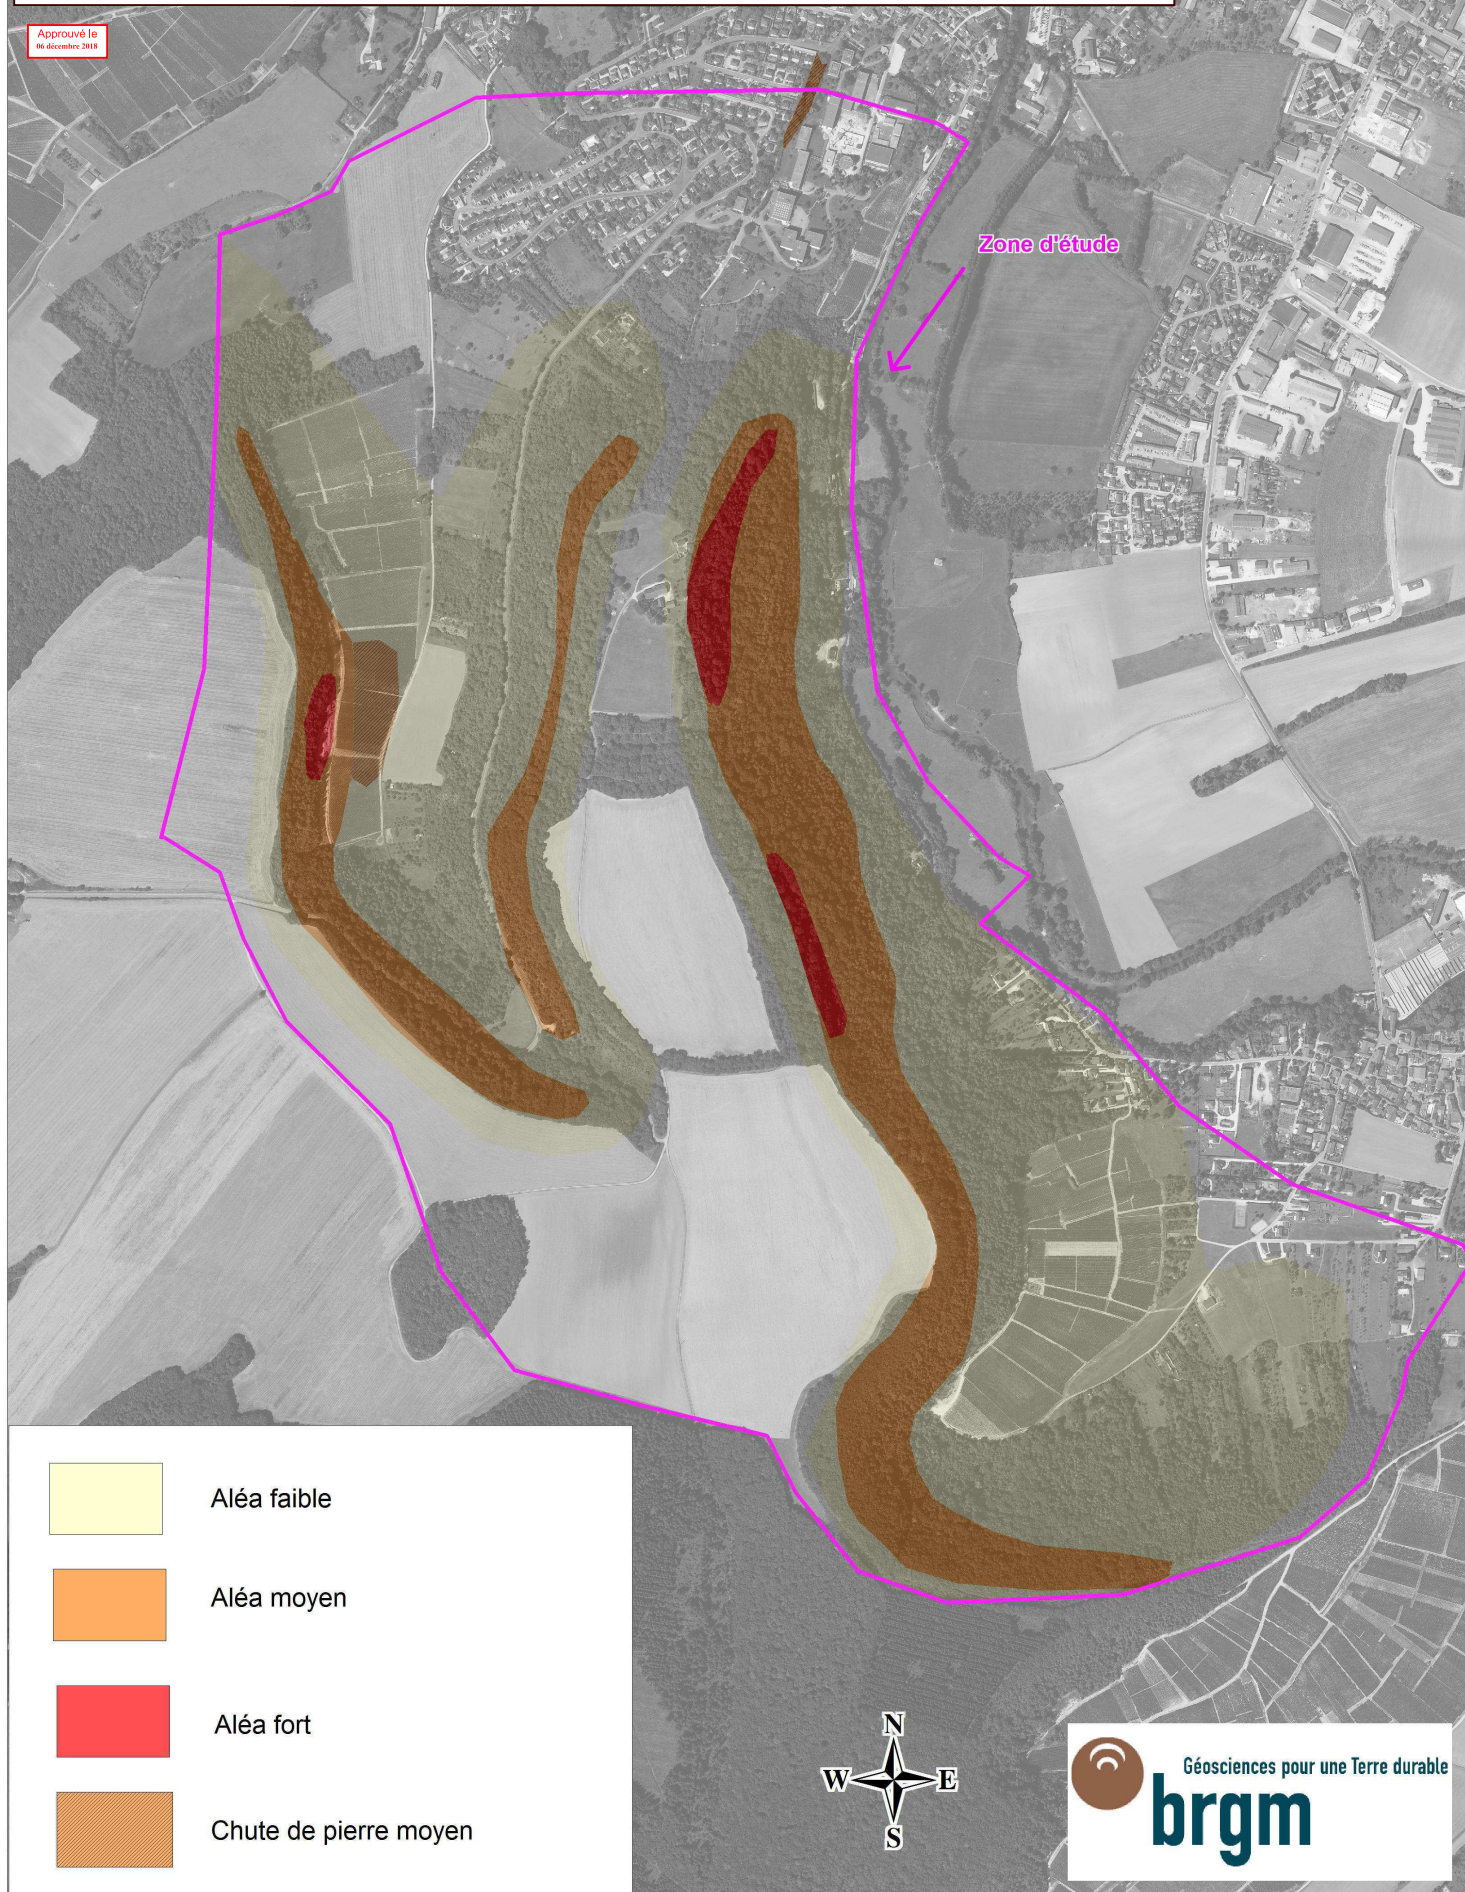 Approuvé le
06 décembre 2018
Zone d'étude
Aléa faible
Aléa moyen
Aléa fort
Chute de pierre moyen
N
W E
S
Géosciences pour une Terre durable
brgm